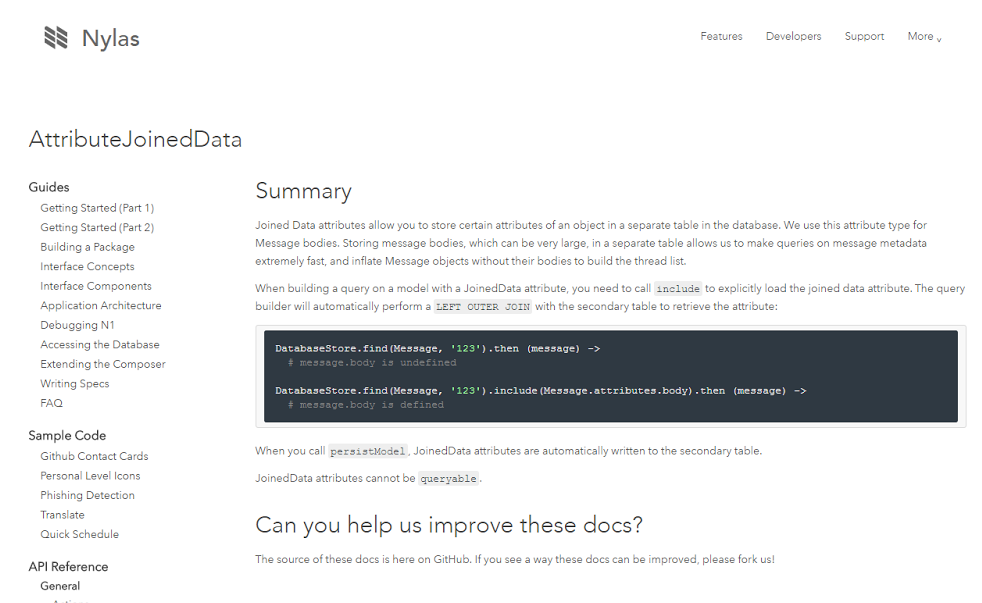 Nylas
Features Developers Support More
AttributeJoinedData
Guides
Getting Started (Part 1)
Getting Started (Part 2)
Building a Package
Interface Concepts
Interface Components
Application Architecture
Debugging N1
Accessing the Database
Extending the Composer
Writing Specs
FAQ
Sample Code
Github Contact Cards
Personal Level Icons
Phishing Detection
Translate
Quick Schedule
API Reference
General
Summary
Joined Data attributes allow you to store certain attributes of an object in a separate table in the database. We use this attribute type for
Message bodies. Storing message bodies, which can be very large, in a separate table allows us to make queries on message metadata
extremely fast, and inflate Message objects without their bodies to build the thread list.
When building a query on a model with a JoinedData attribute, you need to call include to explicitly load the joined data attribute. The query
builder will automatically perform a LEFT OUTER JOIN with the secondary table to retrieve the attribute:
DatabaseStore.find(Message, '123').then (message) ->
# message.body is undefined
DatabaseStore.find(Message, '123').include(Message.attributes.body).then (message) ->
# message.body is defined
When you call persistModel, JoinedData attributes are automatically written to the secondary table.
JoinedData attributes cannot be queryable.
Can you help us improve these docs?
The source of these docs is here on GitHub. If you see a way these docs can be improved, please fork us!